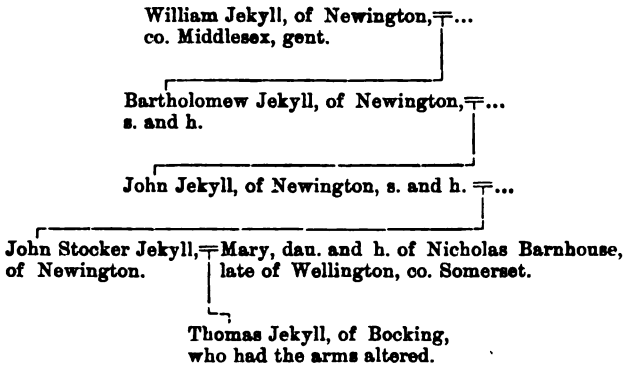 William Jekyll, of Newington,╤...
co. Middlesex, gent.
Bartholomew Jekyll, of Newington,╤...
s. and h.
John Jekyll, of Newington, s. and h. ╤...
John Stocker Jekyll,╤Mary, dau. and h. of Nicholas Barnhouse,
of Newington. late of Wellington, co. Somerset.
Thomas Jekyll, of Bocking,
who had the arms altered.